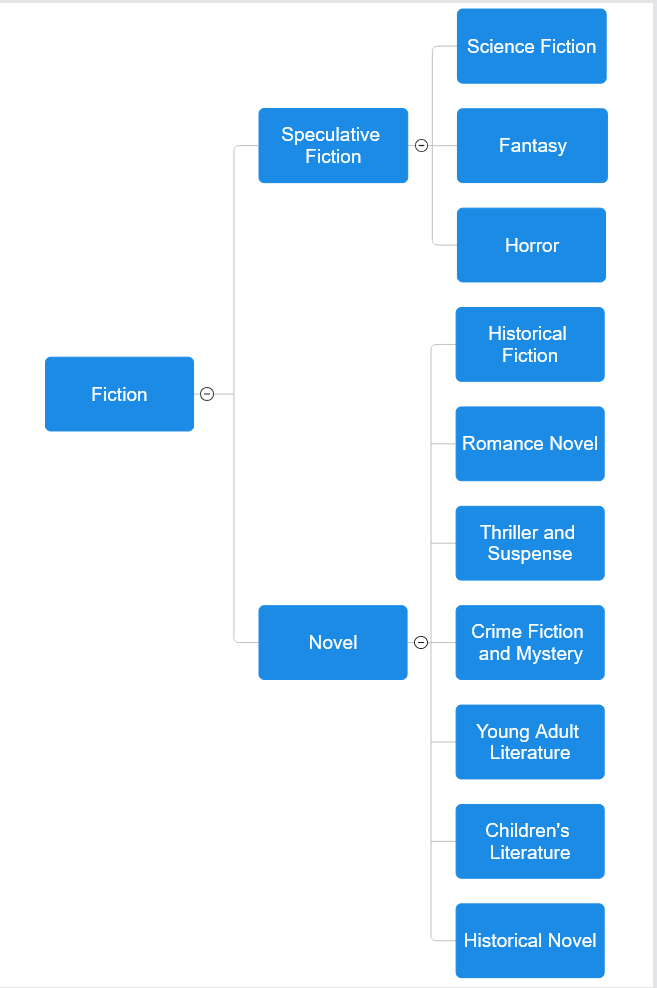 Science Fiction
Speculative
Fiction
Fantasy
Horror
Historical
Fiction
Fiction
Romance Novel
Thriller and
Suspense
Novel
Crime Fiction
and Mystery
Young Adult
Literature
Children's
Literature
Historical Novel